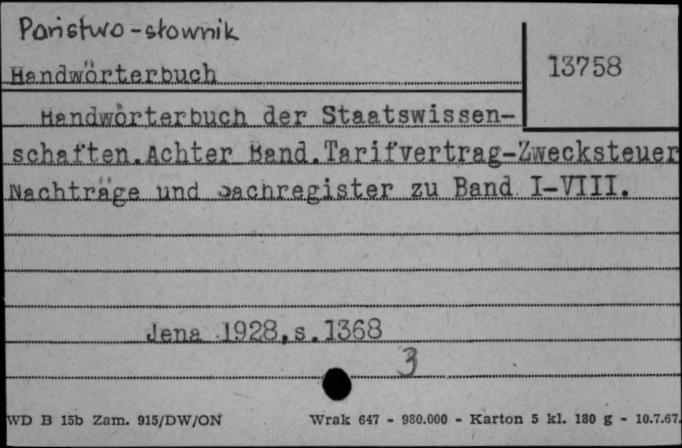 Państwo-słownik
13758
Handwörterbuch
Handwörterbuch der Staatswissen-
schaften.Achter Band.Tarifvertrag-Zwecksteuer
Nachträge und Sachregister zu Band I-VIII.
Jena 1928,s.1368
3
WD B 15b Zam. 915/DW/ON Wrak 647 - 980.000 - Karton 5 kl. 180 g - 10.7.67.